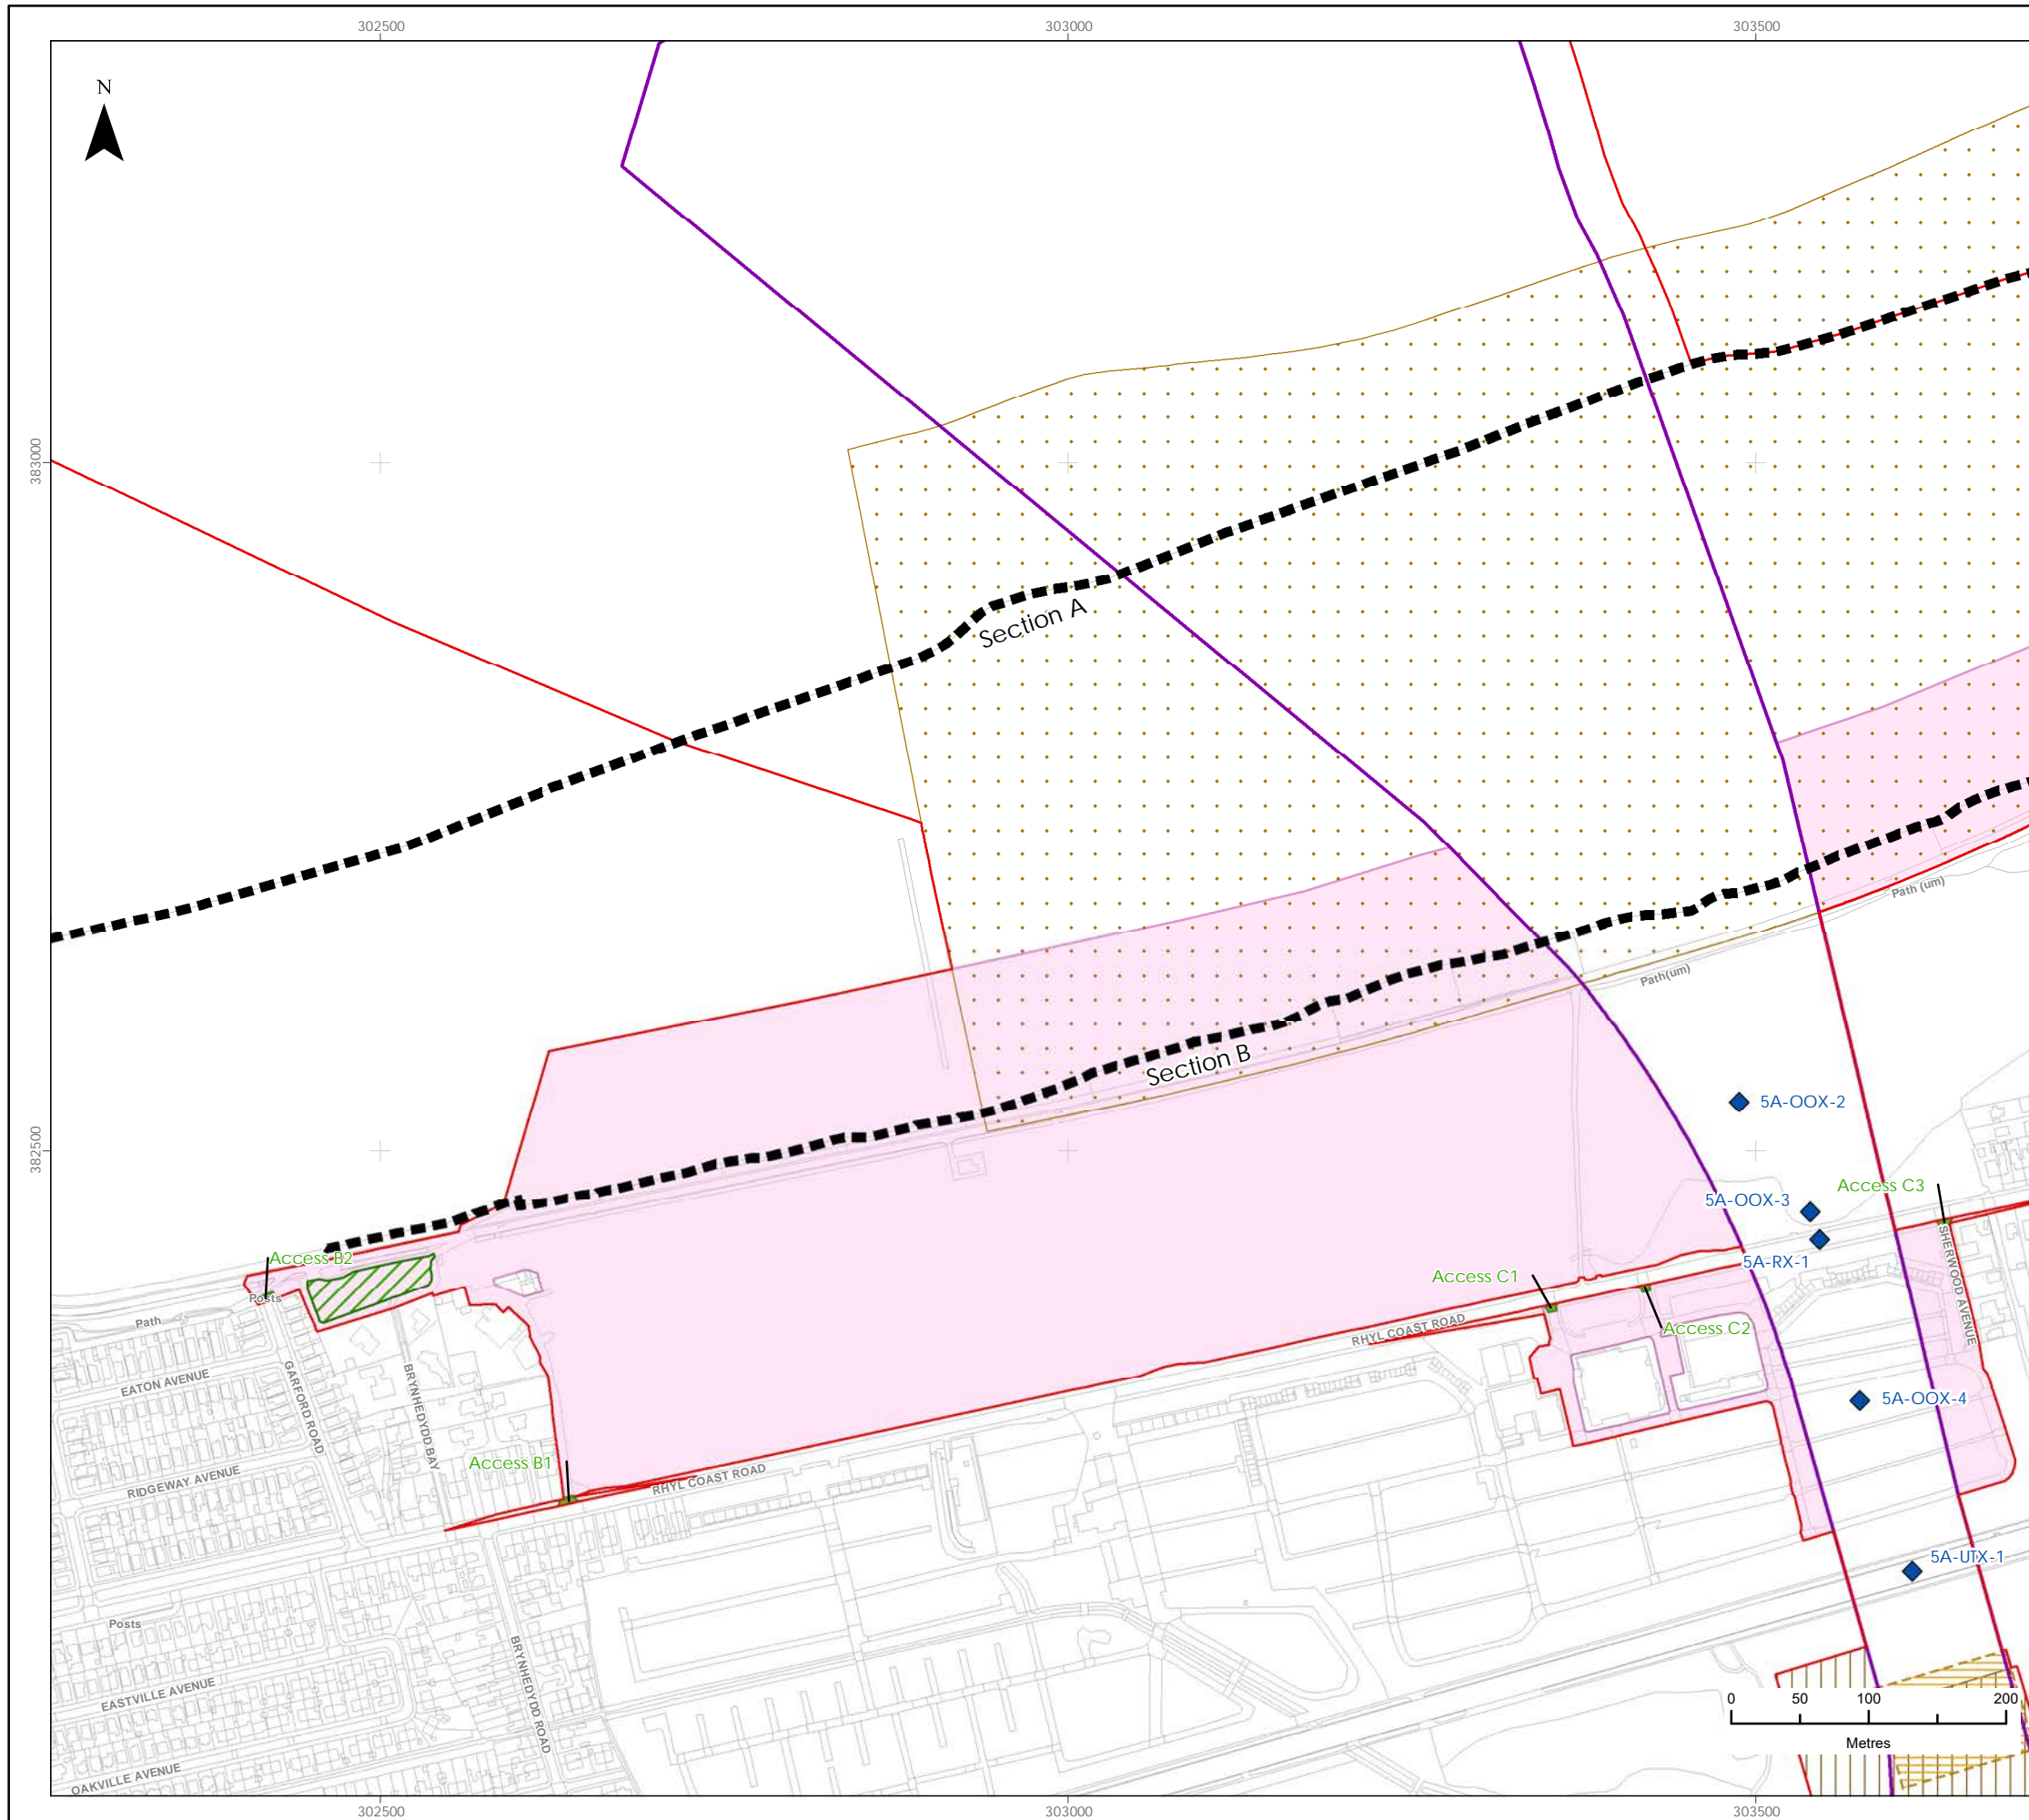 302500
303000
303500
N
383000
Section A
Path (um)
Path(um)
Section B
5A-OOX-2
382500
Access C3
5A-OOX-3
Access B2
5A-RX-1
Access C1
Posts
SHERWOOD AVENUE
Path
Access C2
RHYL COAST ROAD
EATON AVENUE
GARFORD ROAD
BRYNHEDYDD BAY
5A-OOX-4
Access B1
RIDGEWAY AVENUE
RHYL COAST ROAD
5A-UTX-1
Posts
EASTVILLE AVENUE
BRYNHEDYDD ROAD
0 50 100 200
Metres
OAKVILLE AVENUE
302500
303000
303500